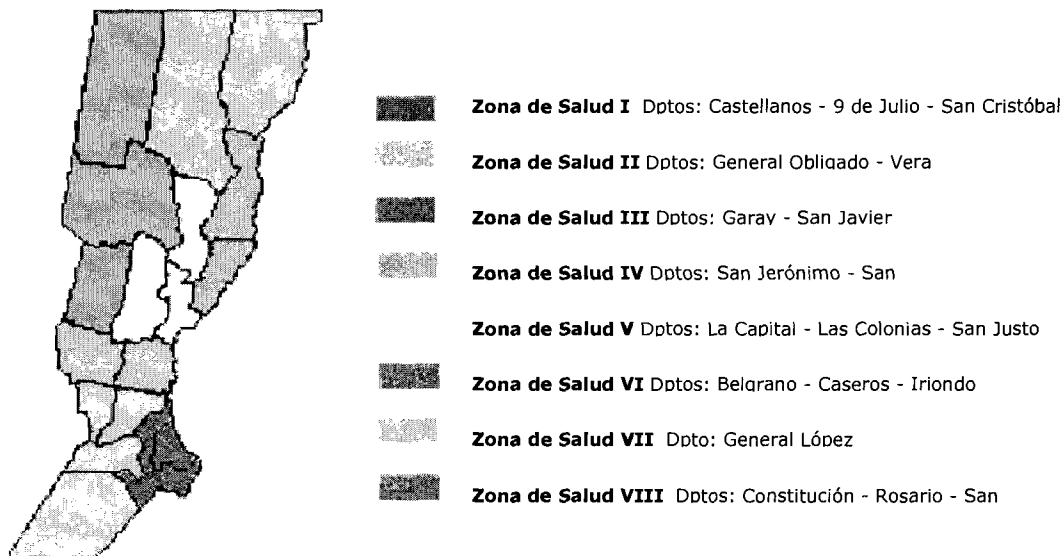 Zona de Salud I Dptos: Castellanos - 9 de Julio - San Cristóbal
Zona de Salud II Dptos: General Obligado - Vera
Zona de Salud III Dptos: Garay - San Javier
Zona de Salud IV Dptos: San Jerónimo - San
Zona de Salud V Dptos: La Capital - Las Colonias - San Justo
Zona de Salud VI Dptos: Belgrano - Caseros - Iriondo
Zona de Salud VII Dpto: General López
Zona de Salud VIII Dptos: Constitución - Rosario - San